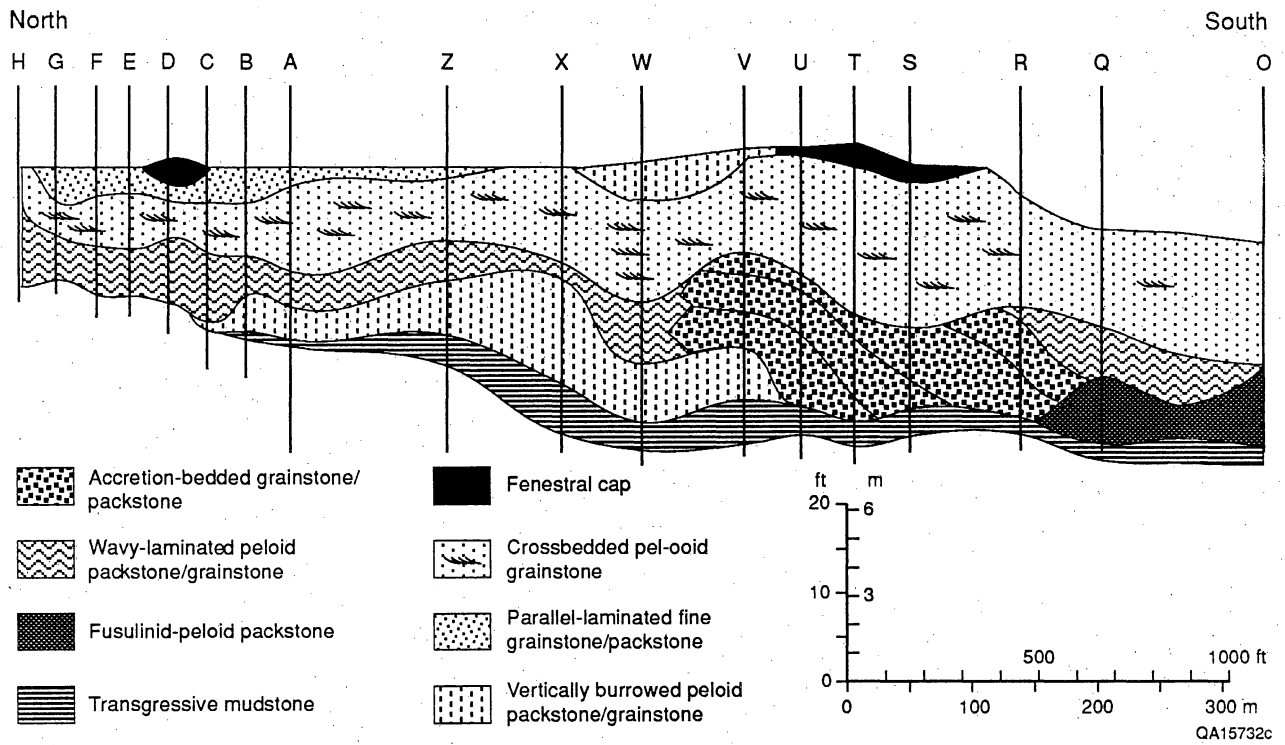 North South
H G F E D C B A Z X W V U T S R Q O
Accretion-bedded grainstone/
packstone
Wavy-laminated peloid
packstone/grainstone
Fusulinid-peloid packstone
Transgressive mudstone
Fenestral cap
Crossbedded pel-ooid
grainstone
Parallel-laminated fine
grainstone/packstone
Vertically burrowed peloid
packstone/grainstone
ft m
20 6
10 3
0
500 1000 ft
0 100 200 300 m
QA15732c